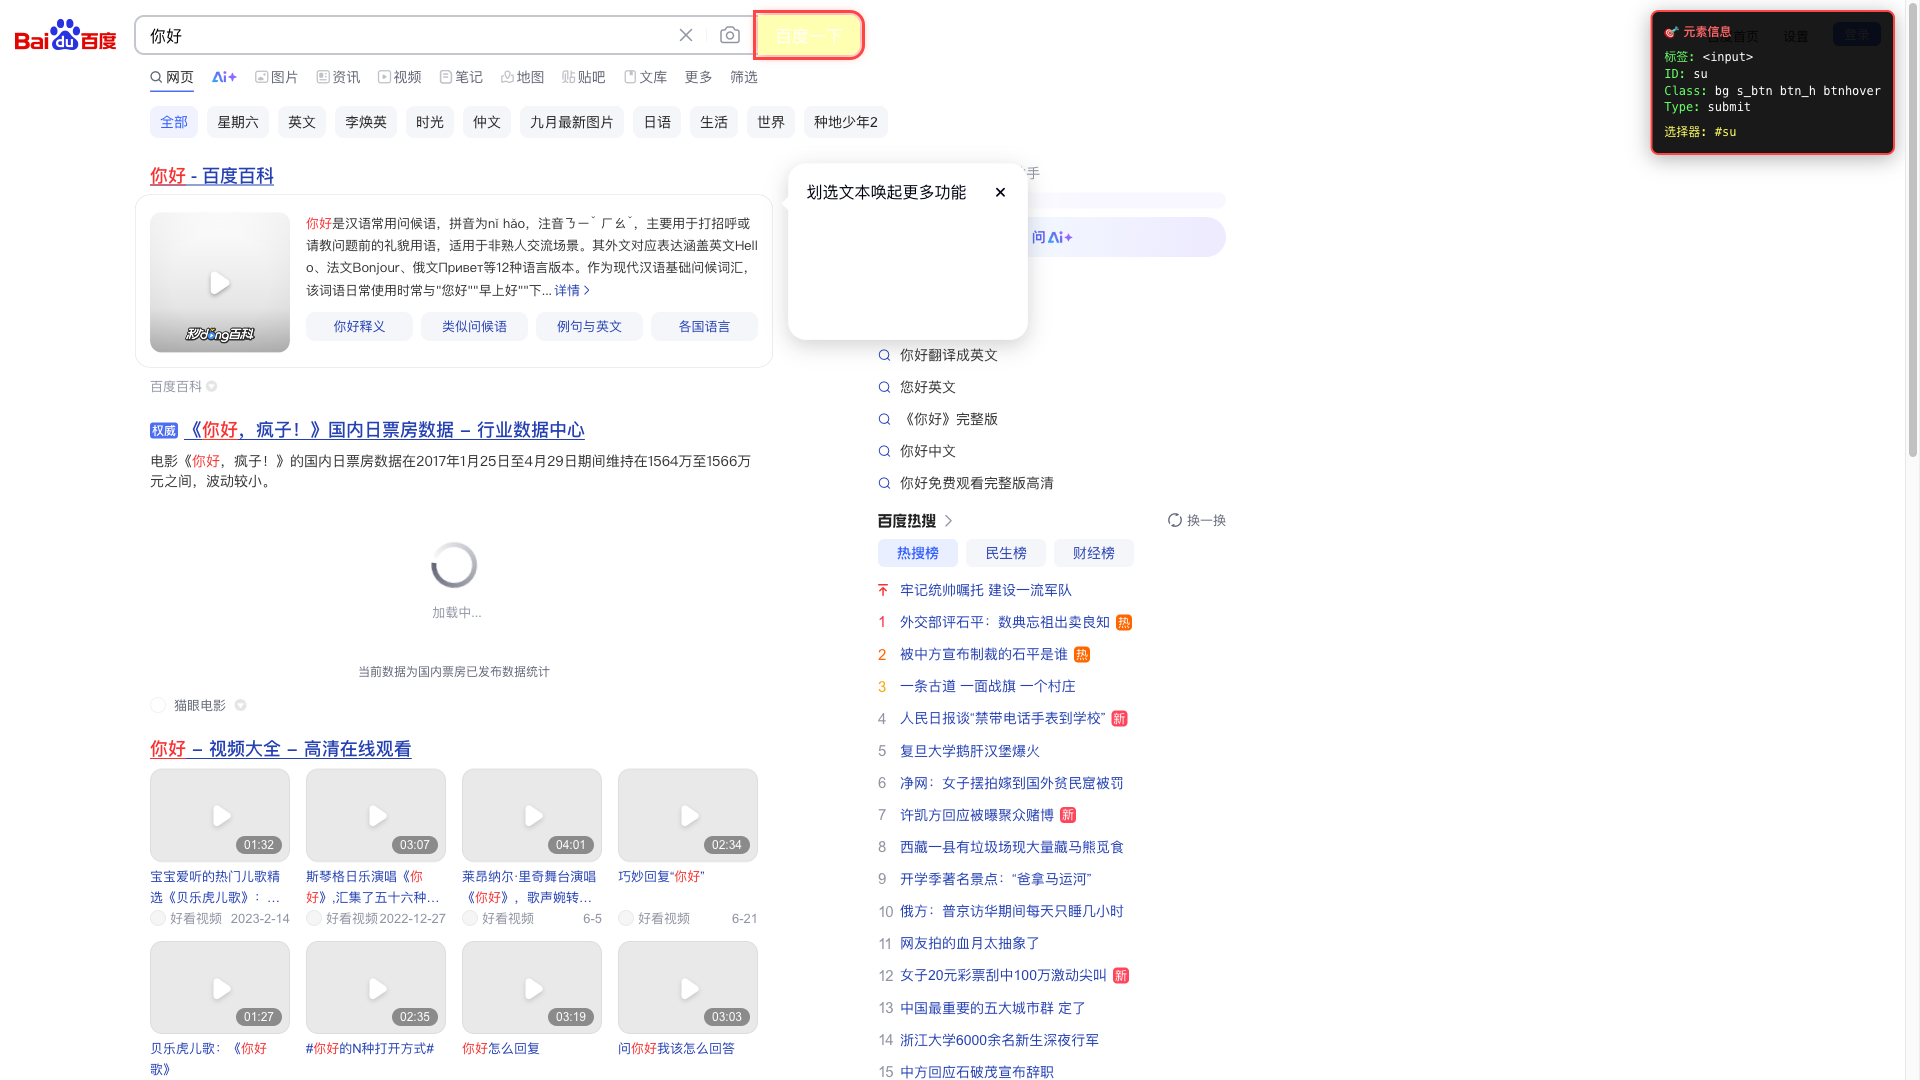 Bai du 百度
你好
百度一下
首页
设置
登录
网页
Ai+
图片
资讯
视频
笔记
地图
贴吧
文库
更多
筛选
全部
星期六
英文
李焕英
时光
仲文
九月最新图片
日语
生活
世界
种地少年2
🎯 元素信息
标签: <input>
ID: su
Class: bg s_btn btn_h btnhover
Type: submit
选择器: #su
你好 - 百度百科
你好是汉语常用问候语，拼音为nǐ hǎo，注音ㄋㄧˇ ㄏㄠˇ，主要用于打招呼或
请教问题前的礼貌用语，适用于非熟人交流场景。其外文对应表达涵盖英文Hell
o、法文Bonjour、俄文Привет等12种语言版本。作为现代汉语基础问候词汇，
该词语日常使用时常与"您好""早上好""下... 详情
秒dong百科
你好释义
类似问候语
例句与英文
各国语言
百度百科
权威 《你好，疯子！》国内日票房数据 – 行业数据中心
电影《你好，疯子！》的国内日票房数据在2017年1月25日至4月29日期间维持在1564万至1566万
元之间，波动较小。
加载中...
当前数据为国内票房已发布数据统计
猫眼电影
你好 – 视频大全 – 高清在线观看
01:32
03:07
04:01
02:34
宝宝爱听的热门儿歌精
选《贝乐虎儿歌》：...
好看视频 2023-2-14
斯琴格日乐演唱《你
好》,汇集了五十六种...
好看视频 2022-12-27
莱昂纳尔·里奇舞台演唱
《你好》，歌声婉转...
好看视频 6-5
巧妙回复“你好”
好看视频 6-21
01:27
02:35
03:19
03:03
贝乐虎儿歌：《你好
歌》
#你好的N种打开方式#
你好怎么回复
问你好我该怎么回答
划选文本唤起更多功能
手
问Ai+
你好翻译成英文
您好英文
《你好》完整版
你好中文
你好免费观看完整版高清
百度热搜
换一换
热搜榜
民生榜
财经榜
牢记统帅嘱托 建设一流军队
1 外交部评石平：数典忘祖出卖良知 热
2 被中方宣布制裁的石平是谁 热
3 一条古道 一面战旗 一个村庄
4 人民日报谈“禁带电话手表到学校” 新
5 复旦大学鹅肝汉堡爆火
6 净网：女子摆拍嫁到国外贫民窟被罚
7 许凯方回应被曝聚众赌博 新
8 西藏一县有垃圾场现大量藏马熊觅食
9 开学季著名景点：“爸拿马运河”
10 俄方：普京访华期间每天只睡几小时
11 网友拍的血月太抽象了
12 女子20元彩票刮中100万激动尖叫 新
13 中国最重要的五大城市群 定了
14 浙江大学6000余名新生深夜行军
15 中方回应石破茂宣布辞职